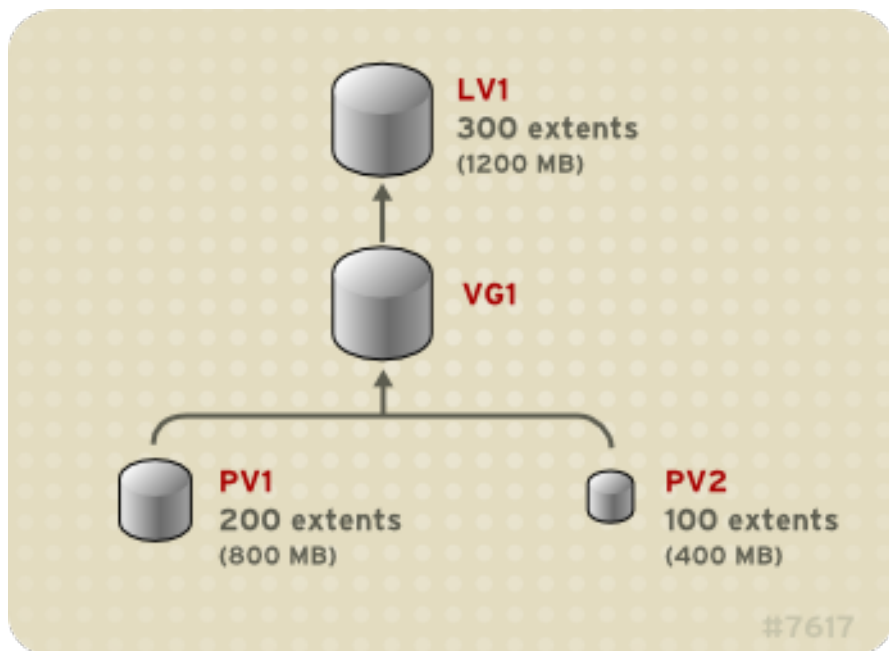 LV1
300 extents
(1200 MB)
VG1
PV1
200 extents
(800 MB)
PV2
100 extents
(400 MB)
#7617